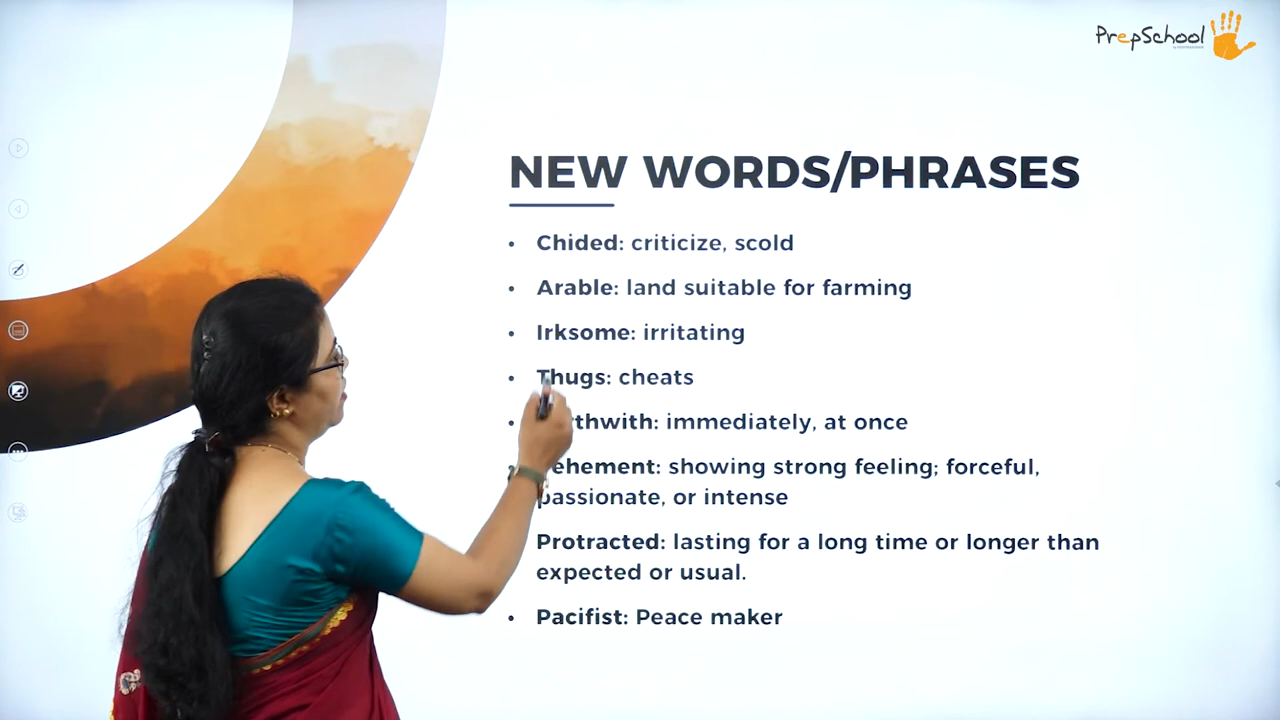 PrepSchool
NEW WORDS/PHRASES
• Chided: criticize, scold
• Arable: land suitable for farming
• Irksome: irritating
• Thugs: cheats
• thwith: immediately, at once
• ehement: showing strong feeling; forceful,
passionate, or intense
Protracted: lasting for a long time or longer than
expected or usual.
• Pacifist: Peace maker